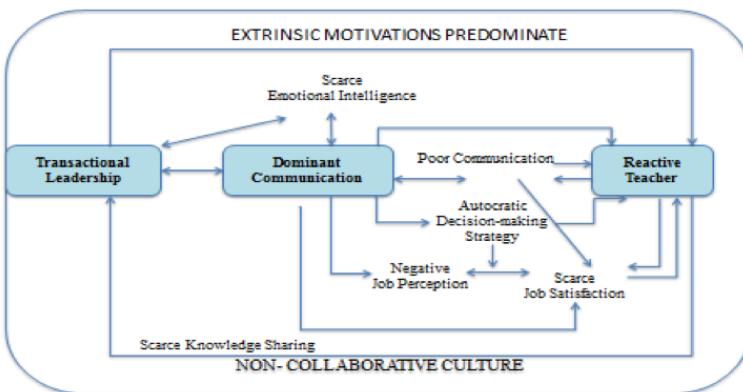 EXTRINSIC MOTIVATIONS PREDOMINATE
Scarce
Emotional Intelligence
Transactional
Leadership
Dominant
Communication
Poor Communication
Reactive
Teacher
Autocratic
Decision-making
Strategy
Negative
Job Perception
Scarce
Job Satisfaction
Scarce Knowledge Sharing
NON- COLLABORATIVE CULTURE